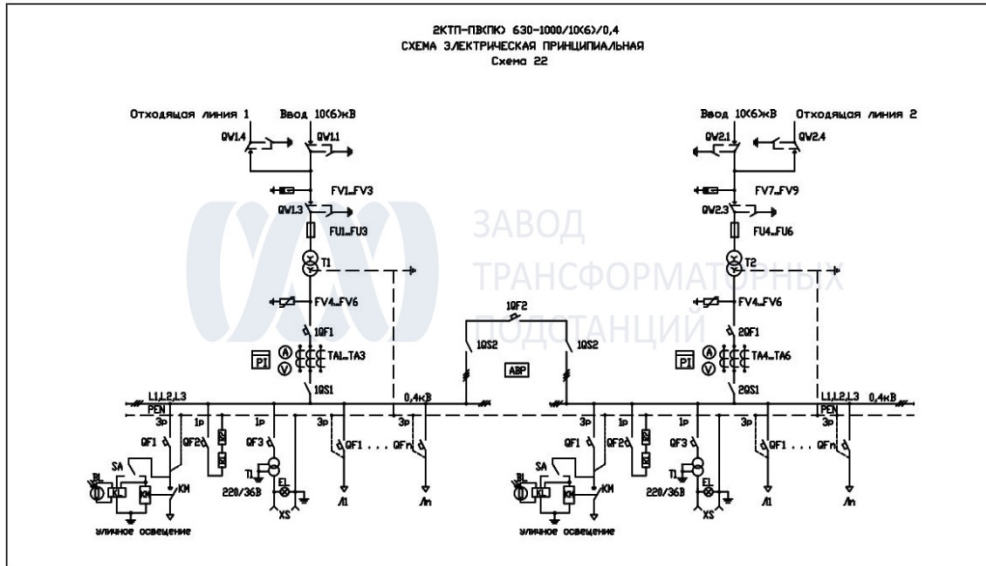 2КТП-ПВ(ПК) 630-1000/10(6)/0,4
СХЕМА ЭЛЕКТРИЧЕСКАЯ ПРИНЦИПИАЛЬНАЯ
Схема 22
Отходящая линия 1 Ввод 10(6)кВ Ввод 10(6)кВ Отходящая линия 2
QW1.4 QW1.1 QW2.1 QW2.4
FV1..FV3 FV7..FV9
QW1.3 QW2.3
FU1..FU3 FU4..FU6
ЗАВОД
ТРАНСФОРМАТОРНЫХ
ПОДСТАНЦИЙ
T1 T2
FV4..FV6 FV4..FV6
1QF2
1QF1 2QF1
1QS2 1QS2
PI A V TA1..TA3 АВР PI A V TA4..TA6
1QS1 2QS1
L1,L2,L3 0,4кВ L1,L2,L3 0,4кВ
PEN PEN
3р 1р 1р 3р 3р 3р 1р 1р 3р 3р
QF1 QF2 QF3 QF1 . . . QFn QF1 QF2 QF3 QF1 . . . QFn
SA T1 SA T1
KL KM KM 220/36В EL KL KM KM 220/36В EL
XS Л1 Лn XS Л1 Лn
Уличное освещение Уличное освещение